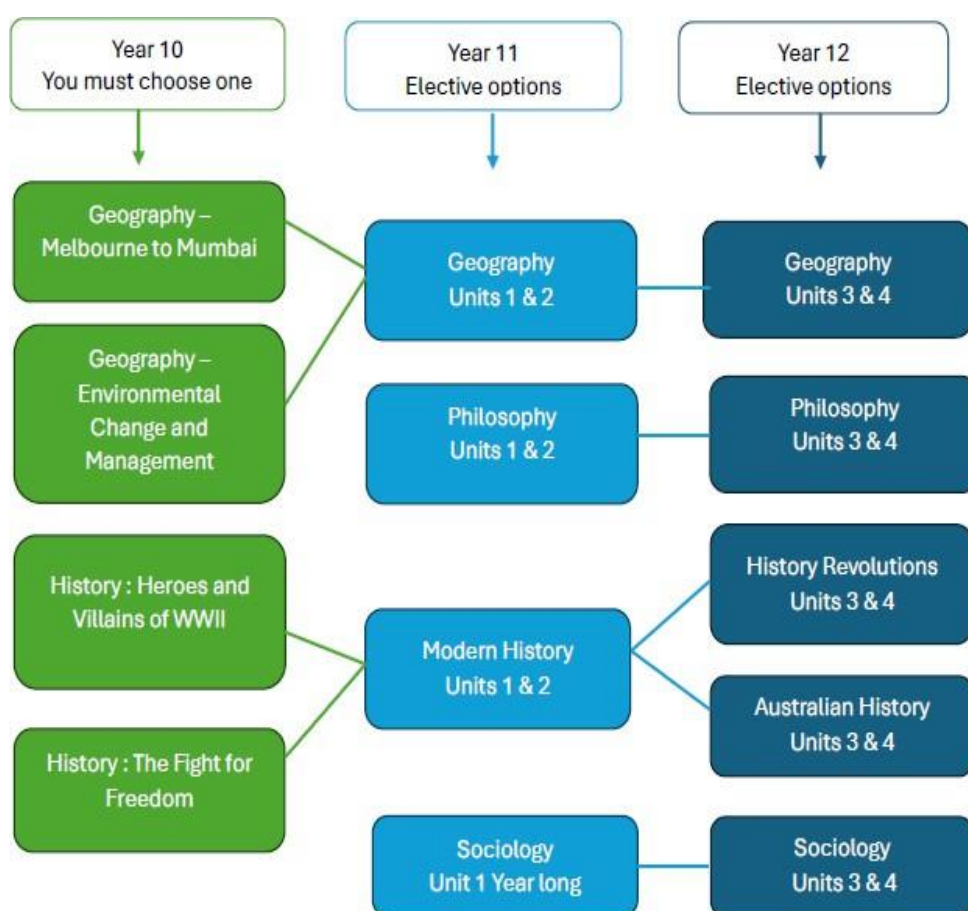 Year 10
You must choose one
Year 11
Elective options
Year 12
Elective options
Geography –
Melbourne to Mumbai
Geography –
Environmental
Change and
Management
History : Heroes and
Villains of WWII
History : The Fight for
Freedom
Geography
Units 1 & 2
Philosophy
Units 1 & 2
Modern History
Units 1 & 2
Sociology
Unit 1 Year long
Geography
Units 3 & 4
Philosophy
Units 3 & 4
History Revolutions
Units 3 & 4
Australian History
Units 3 & 4
Sociology
Units 3 & 4